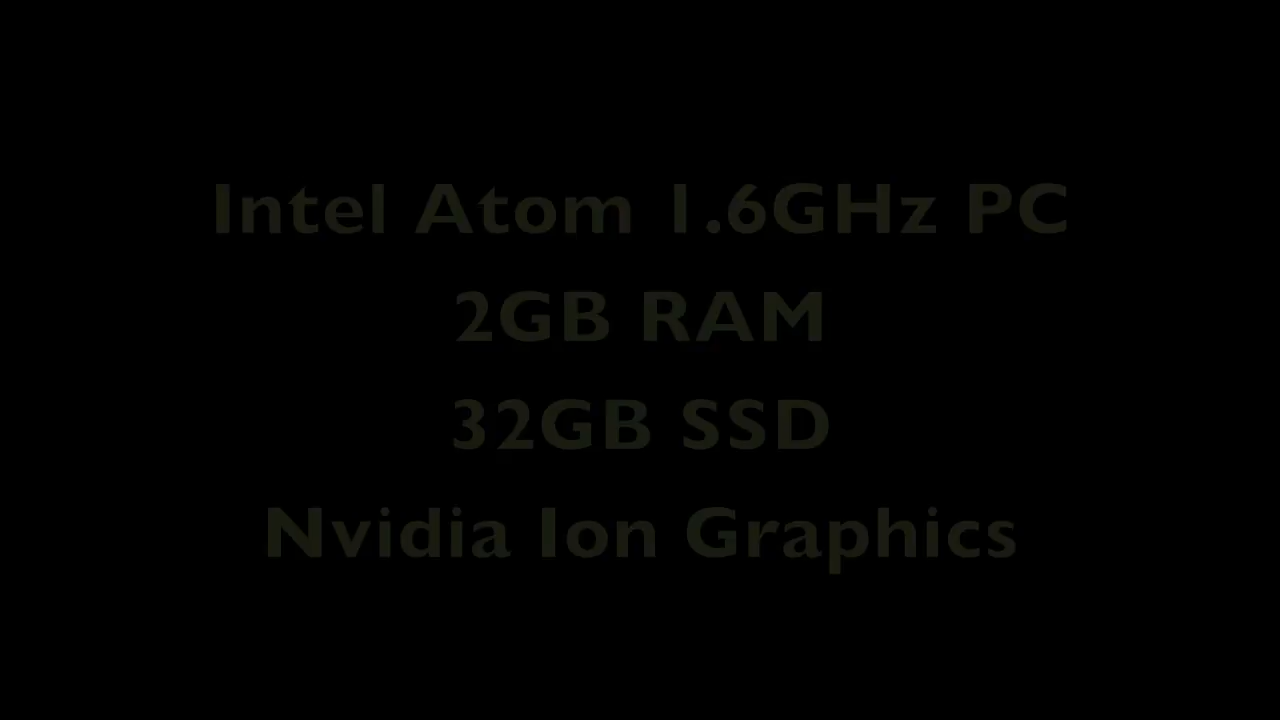 Intel Atom 1.6GHz PC
2GB RAM
32GB SSD
Nvidia Ion Graphics